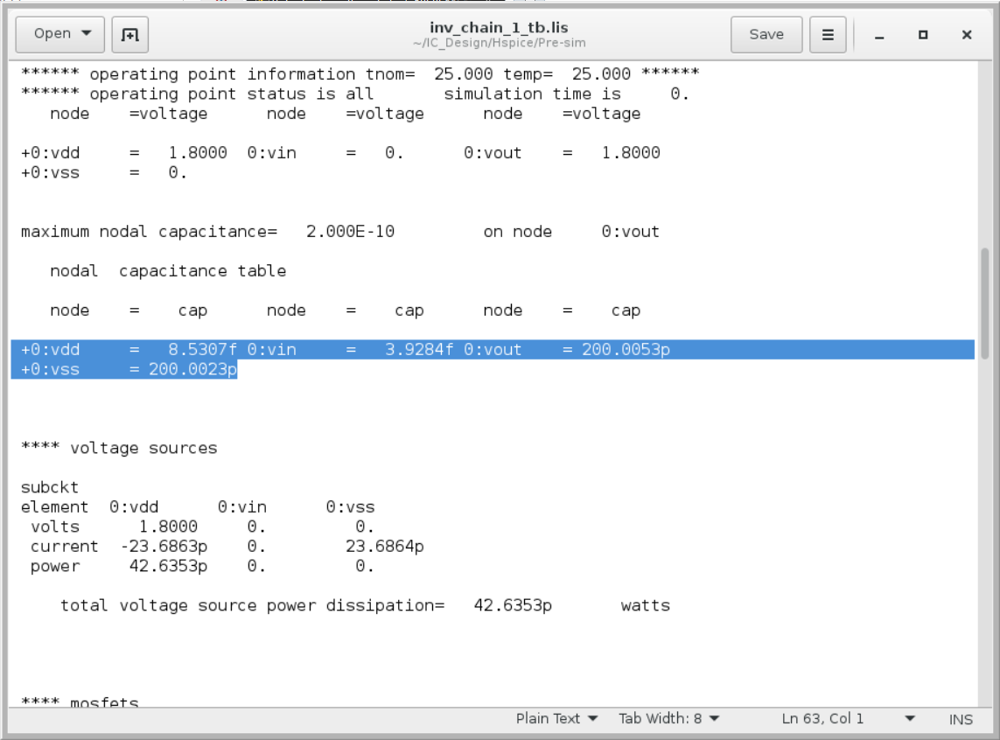 Open
inv_chain_1_tb.lis
~/IC_Design/Hspice/Pre-sim
Save
****** operating point information tnom=  25.000 temp=  25.000 ******
****** operating point status is all       simulation time is     0.
   node    =voltage      node    =voltage      node    =voltage
+0:vdd     =   1.8000  0:vin     =   0.      0:vout    =   1.8000
+0:vss     =   0.
maximum nodal capacitance=   2.000E-10         on node     0:vout
   nodal  capacitance table
   node    =    cap      node    =    cap      node    =    cap
+0:vdd     =   8.5307f 0:vin     =   3.9284f 0:vout    = 200.0053p
+0:vss     = 200.0023p
**** voltage sources
subckt
element  0:vdd      0:vin      0:vss
 volts      1.8000     0.         0.
 current  -23.6863p    0.        23.6864p
 power     42.6353p    0.         0.
    total voltage source power dissipation=   42.6353p       watts
**** mosfets
Plain Text  Tab Width: 8  Ln 63, Col 1  INS